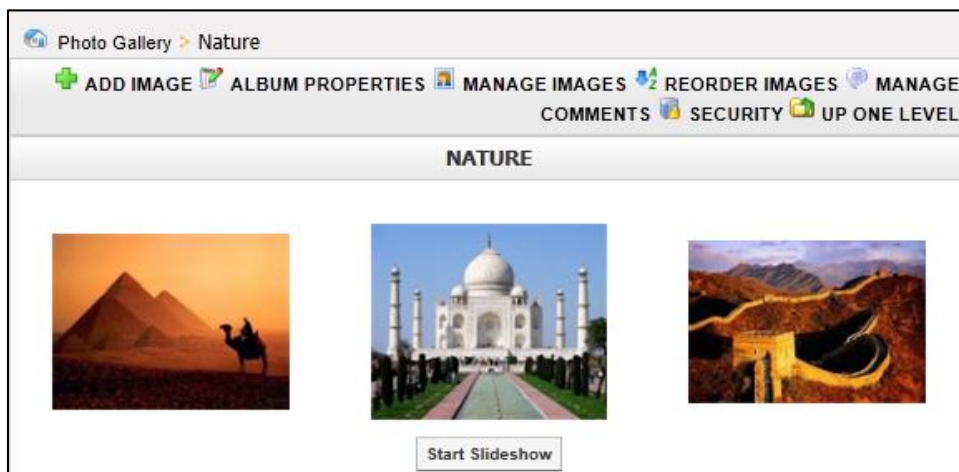 Photo Gallery > Nature
ADD IMAGE ALBUM PROPERTIES MANAGE IMAGES REORDER IMAGES MANAGE
COMMENTS SECURITY UP ONE LEVEL
NATURE
Start Slideshow